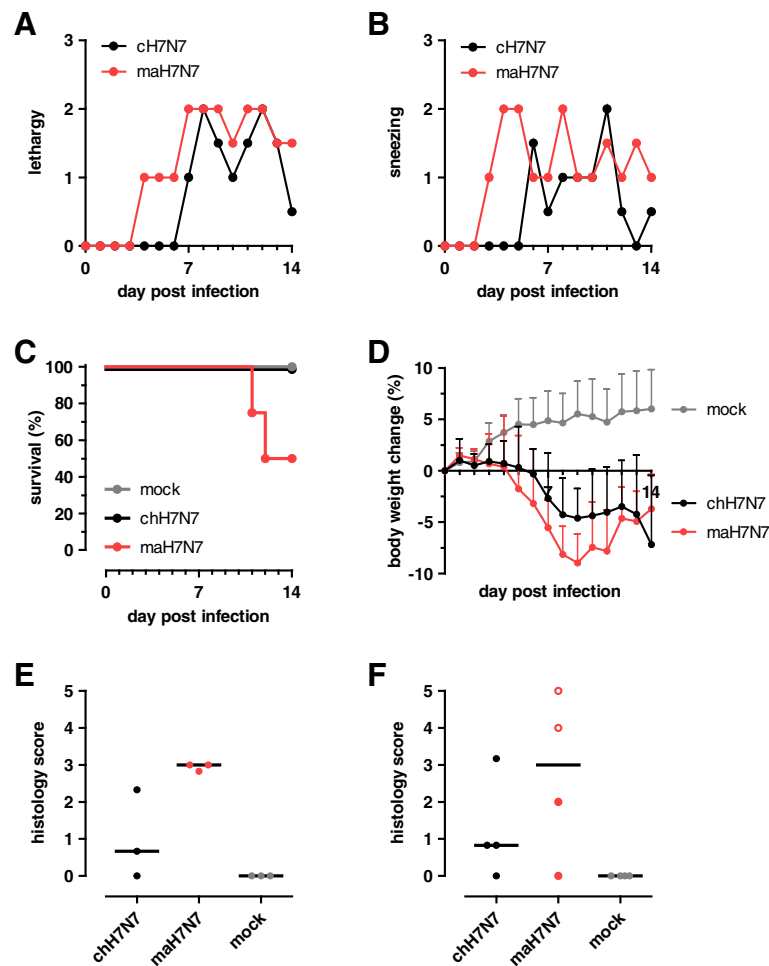 A
3
2
1
0
lethargy
cH7N7
maH7N7
0
7
14
day post infection
B
3
2
1
0
sneezing
cH7N7
maH7N7
0
7
14
day post infection
C
100
80
60
40
20
0
survival (%)
mock
chH7N7
maH7N7
0
7
14
day post infection
D
10
5
0
-5
-10
body weight change (%)
7
14
mock
chH7N7
maH7N7
day post infection
E
5
4
3
2
1
0
histology score
chH7N7
maH7N7
mock
F
5
4
3
2
1
0
histology score
chH7N7
maH7N7
mock